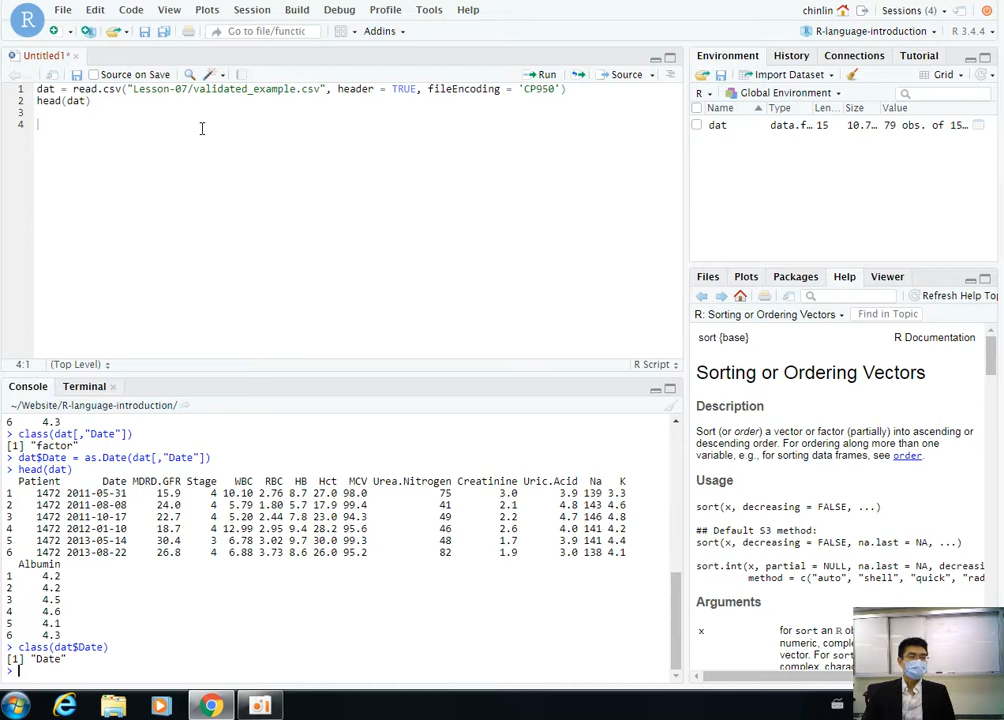 File Edit Code View Plots Session Build Debug Profile Tools Help
chinlin Sessions (4)
Go to file/functic Addins
R-language-introduction R 3.4.4
Untitled1*
Source on Save Run Source
1 dat = read.csv("Lesson-07/validated_example.csv", header = TRUE, fileEncoding = 'CP950')
2 head(dat)
3
4
4:1 (Top Level) R Script
Console Terminal
~/Website/R-language-introduction/
6 4.3
> class(dat[,"Date"])
[1] "factor"
> dat$Date = as.Date(dat[,"Date"])
> head(dat)
Patient Date MDRD.GFR Stage WBC RBC HB Hct MCV Urea.Nitrogen Creatinine Uric.Acid Na K
1 1472 2011-05-31 15.9 4 10.10 2.76 8.7 27.0 98.0 75 3.0 3.9 139 3.3
2 1472 2011-08-08 24.0 4 5.79 1.80 5.7 17.9 99.4 41 2.1 4.8 143 4.6
3 1472 2011-10-17 22.7 4 5.20 2.44 7.8 23.0 94.3 49 2.2 4.7 146 4.8
4 1472 2012-01-10 18.7 4 12.99 2.95 9.4 28.2 95.6 46 2.6 4.0 141 4.2
5 1472 2013-05-14 30.4 3 6.78 3.02 9.7 30.0 99.3 48 1.7 3.9 141 4.4
6 1472 2013-08-22 26.8 4 6.88 3.73 8.6 26.0 95.2 82 1.9 3.0 138 4.1
Albumin
1 4.2
2 4.2
3 4.5
4 4.6
5 4.1
6 4.3
> class(dat$Date)
[1] "Date"
>
Environment History Connections Tutorial
Import Dataset Grid
R Global Environment
Name Type Len... Size Value
dat data.f... 15 10.7... 79 obs. of 15...
Files Plots Packages Help Viewer
Refresh Help Top
R: Sorting or Ordering Vectors Find in Topic
sort {base} R Documentation
Sorting or Ordering Vectors
Description
Sort (or order) a vector or factor (partially) into ascending or
descending order. For ordering along more than one
variable, e.g., for sorting data frames, see order.
Usage
sort(x, decreasing = FALSE, ...)
## Default S3 method:
sort(x, decreasing = FALSE, na.last = NA, ...)
sort.int(x, partial = NULL, na.last = NA, decreasi
method = c("auto", "shell", "quick", "rad
Arguments
x for sort an R ob
numeric, comple
vector. For sort
complex, charac